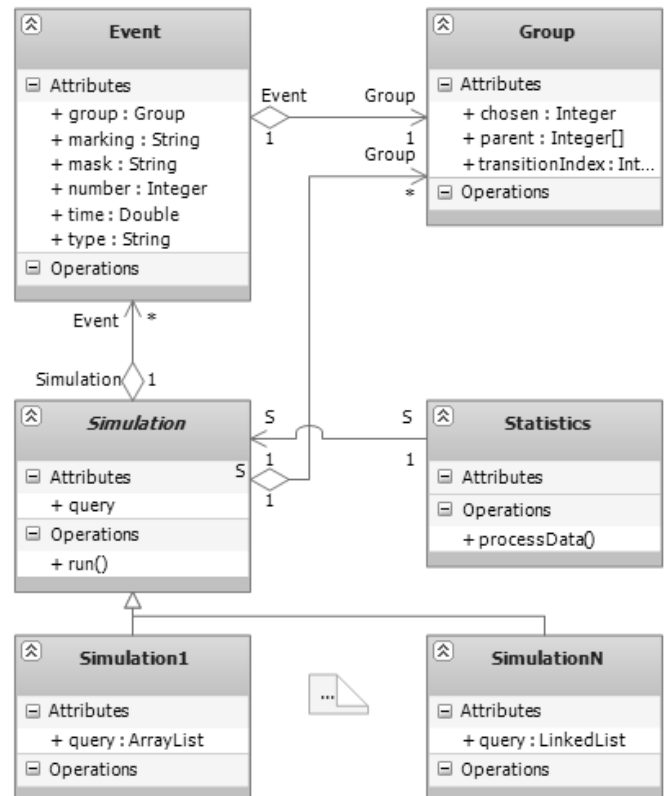 Event
Attributes
+ group : Group
+ marking : String
+ mask : String
+ number : Integer
+ time : Double
+ type : String
Operations
Group
Attributes
+ chosen : Integer
+ parent : Integer[]
+ transitionIndex : Int...
Operations
Event
Group
1
1
Group
*
Event
*
Simulation
1
Simulation
Attributes
+ query
Operations
+ run()
S
S
1
1
S
1
Statistics
Attributes
Operations
+ processData()
Simulation1
Attributes
+ query : ArrayList
Operations
...
SimulationN
Attributes
+ query : LinkedList
Operations